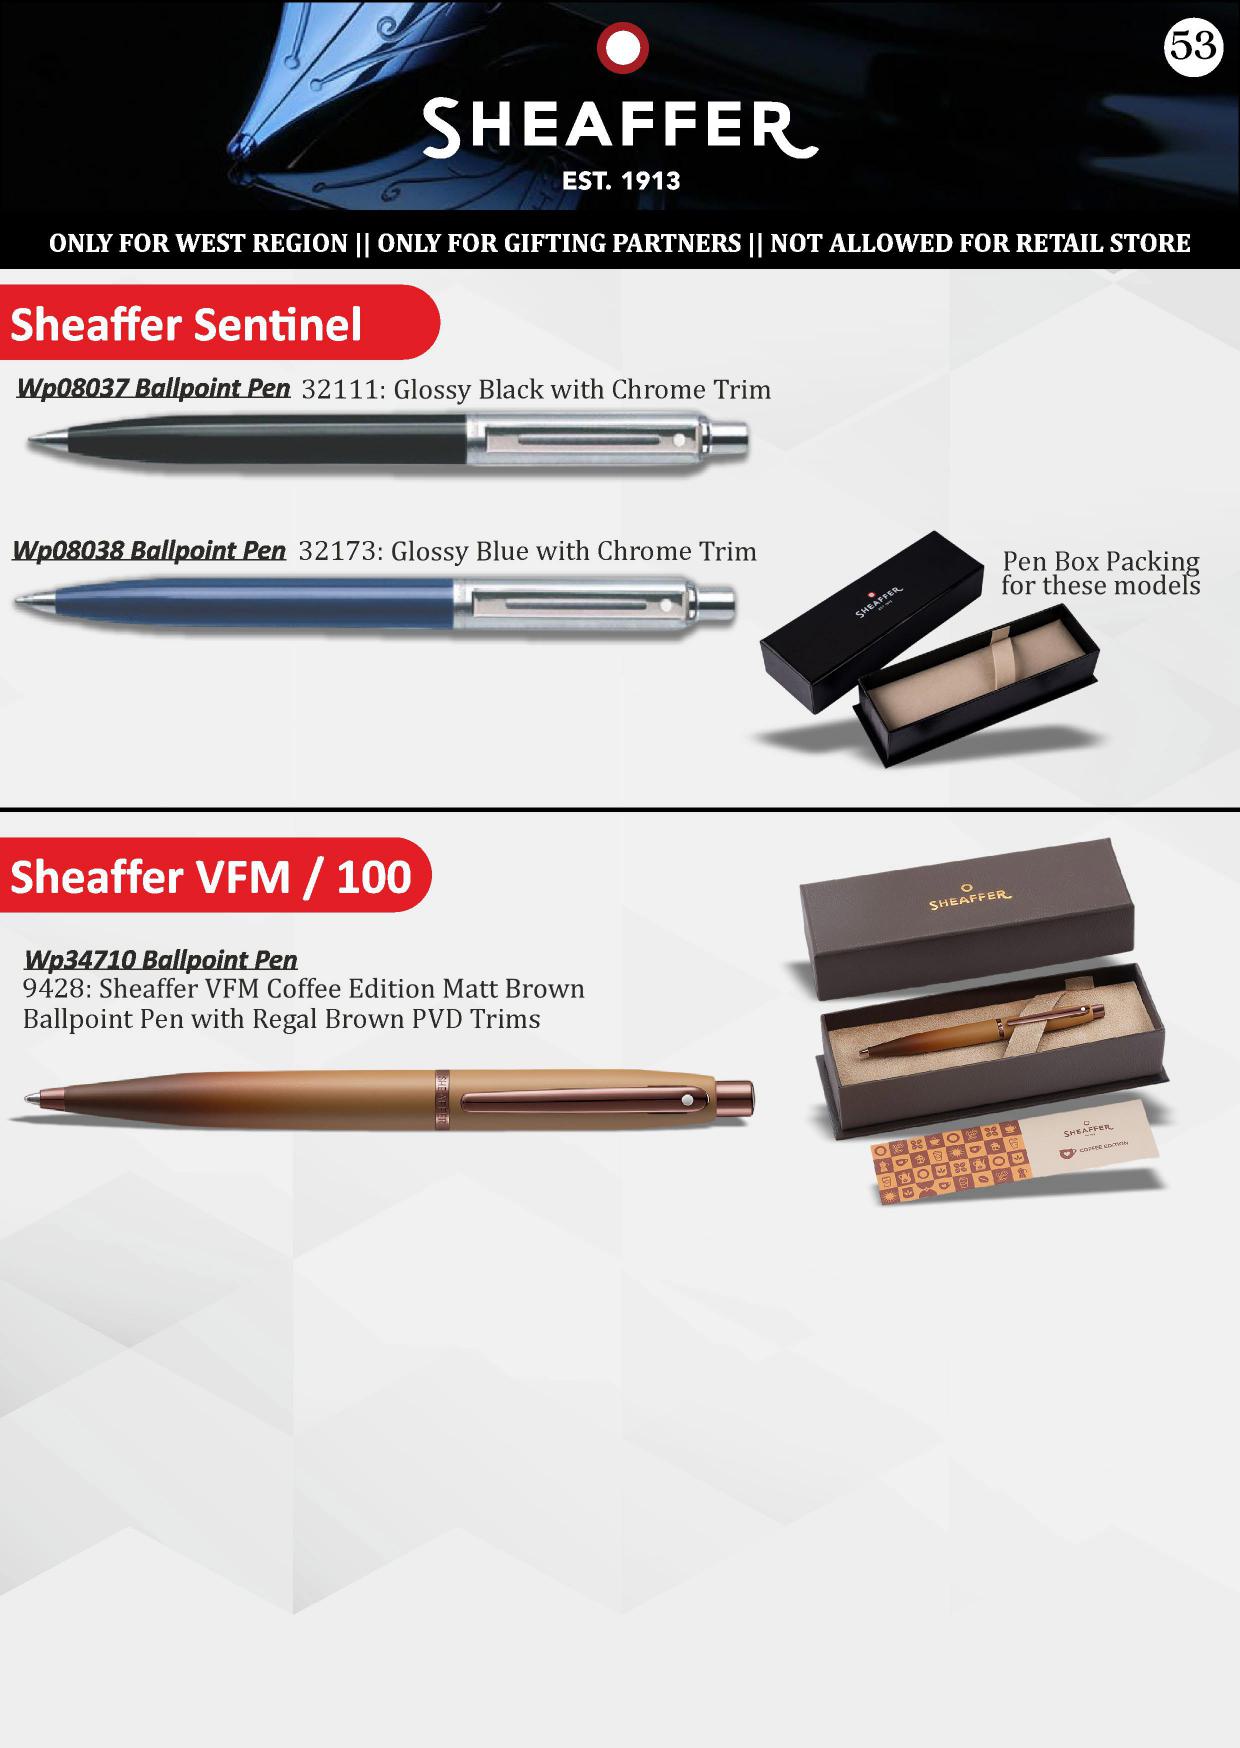 53
SHEAFFER
EST. 1913
ONLY FOR WEST REGION || ONLY FOR GIFTING PARTNERS || NOT ALLOWED FOR RETAIL STORE
Sheaffer Sentinel
Wp08037 Ballpoint Pen 32111: Glossy Black with Chrome Trim
Wp08038 Ballpoint Pen 32173: Glossy Blue with Chrome Trim
Pen Box Packing
for these models
SHEAFFER
Sheaffer VFM / 100
SHEAFFER
Wp34710 Ballpoint Pen
9428: Sheaffer VFM Coffee Edition Matt Brown
Ballpoint Pen with Regal Brown PVD Trims
SHEAFFER
SHEAFFER
COFFEE EDITION